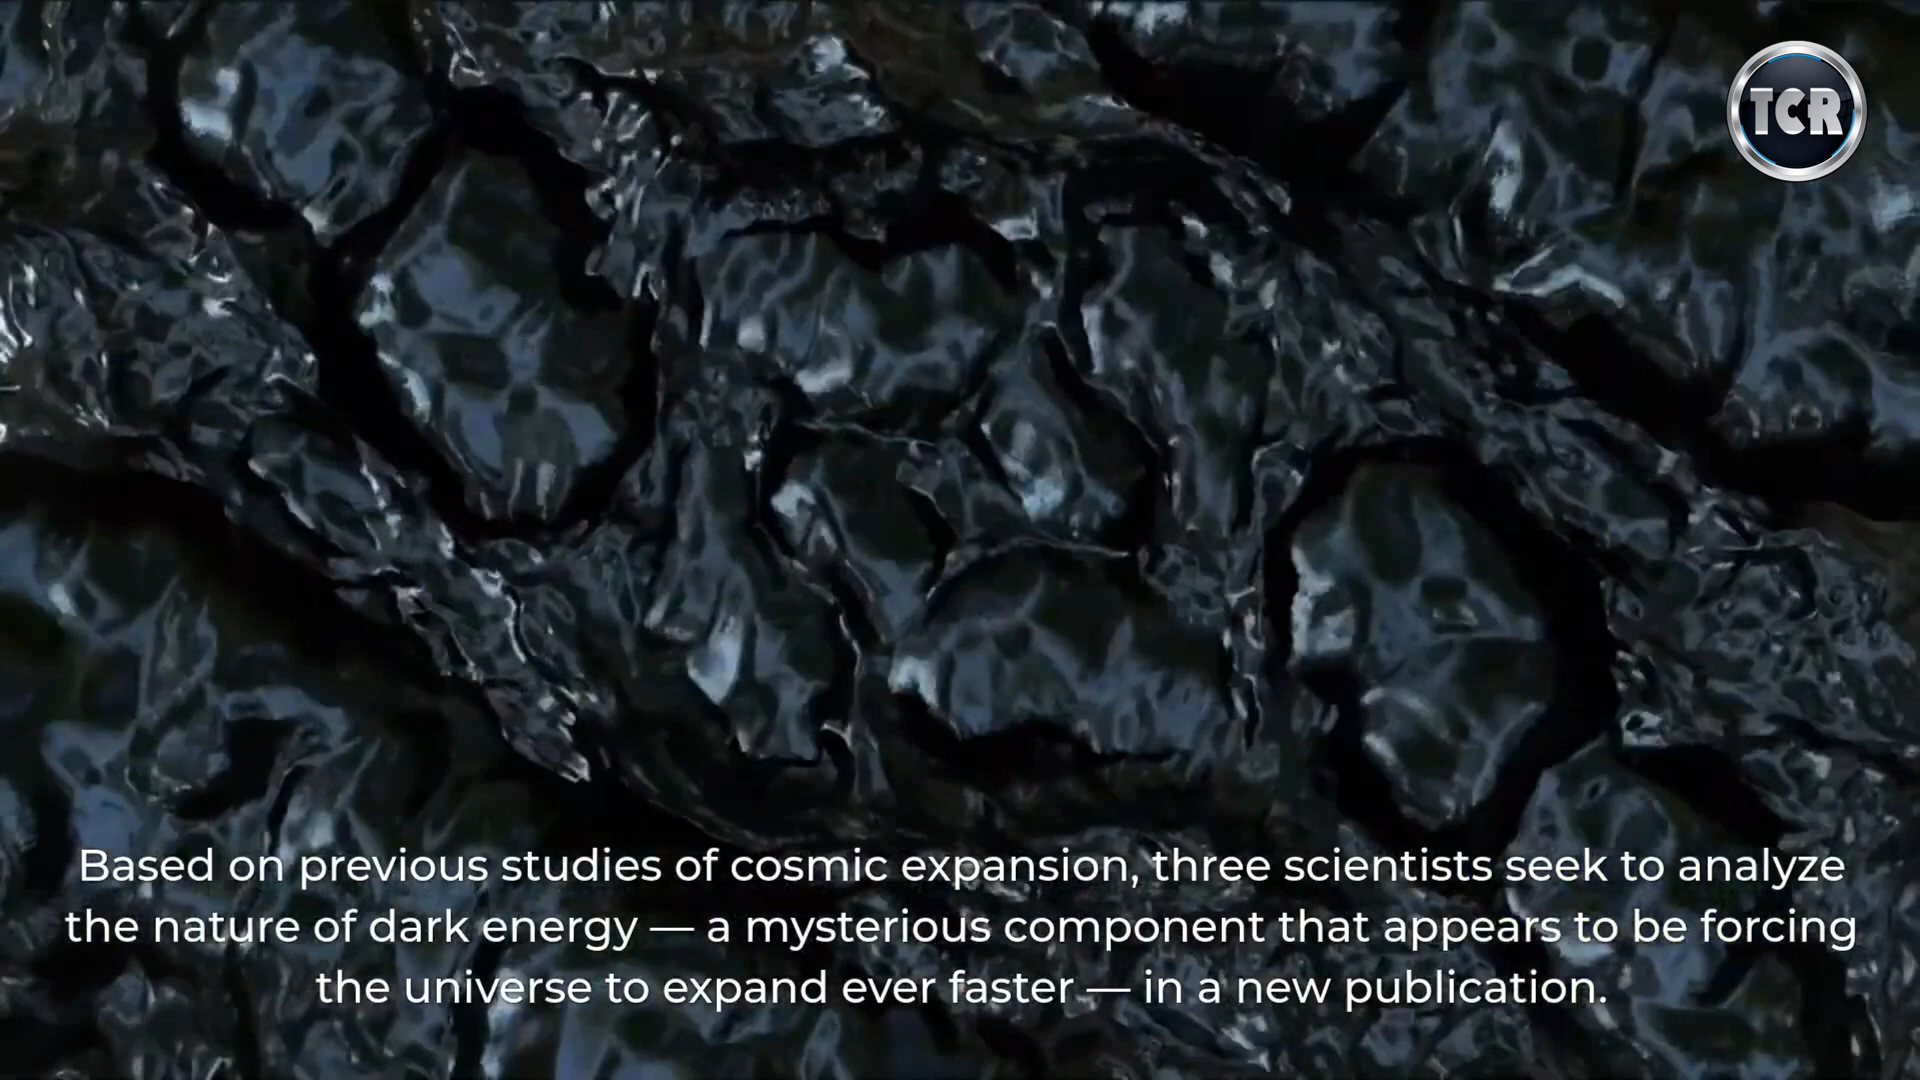 TCR
Based on previous studies of cosmic expansion, three scientists seek to analyze
the nature of dark energy — a mysterious component that appears to be forcing
the universe to expand ever faster — in a new publication.